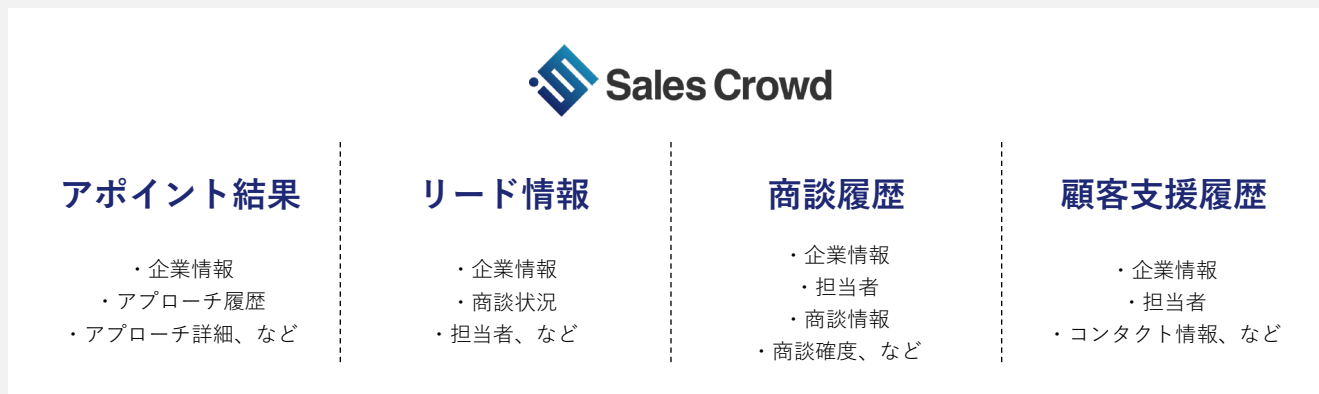 Sales Crowd
アポイント結果
・企業情報
・アプローチ履歴
・アプローチ詳細、など
リード情報
・企業情報
・商談状況
・担当者、など
商談履歴
・企業情報
・担当者
・商談情報
・商談確度、など
顧客支援履歴
・企業情報
・担当者
・コンタクト情報、など